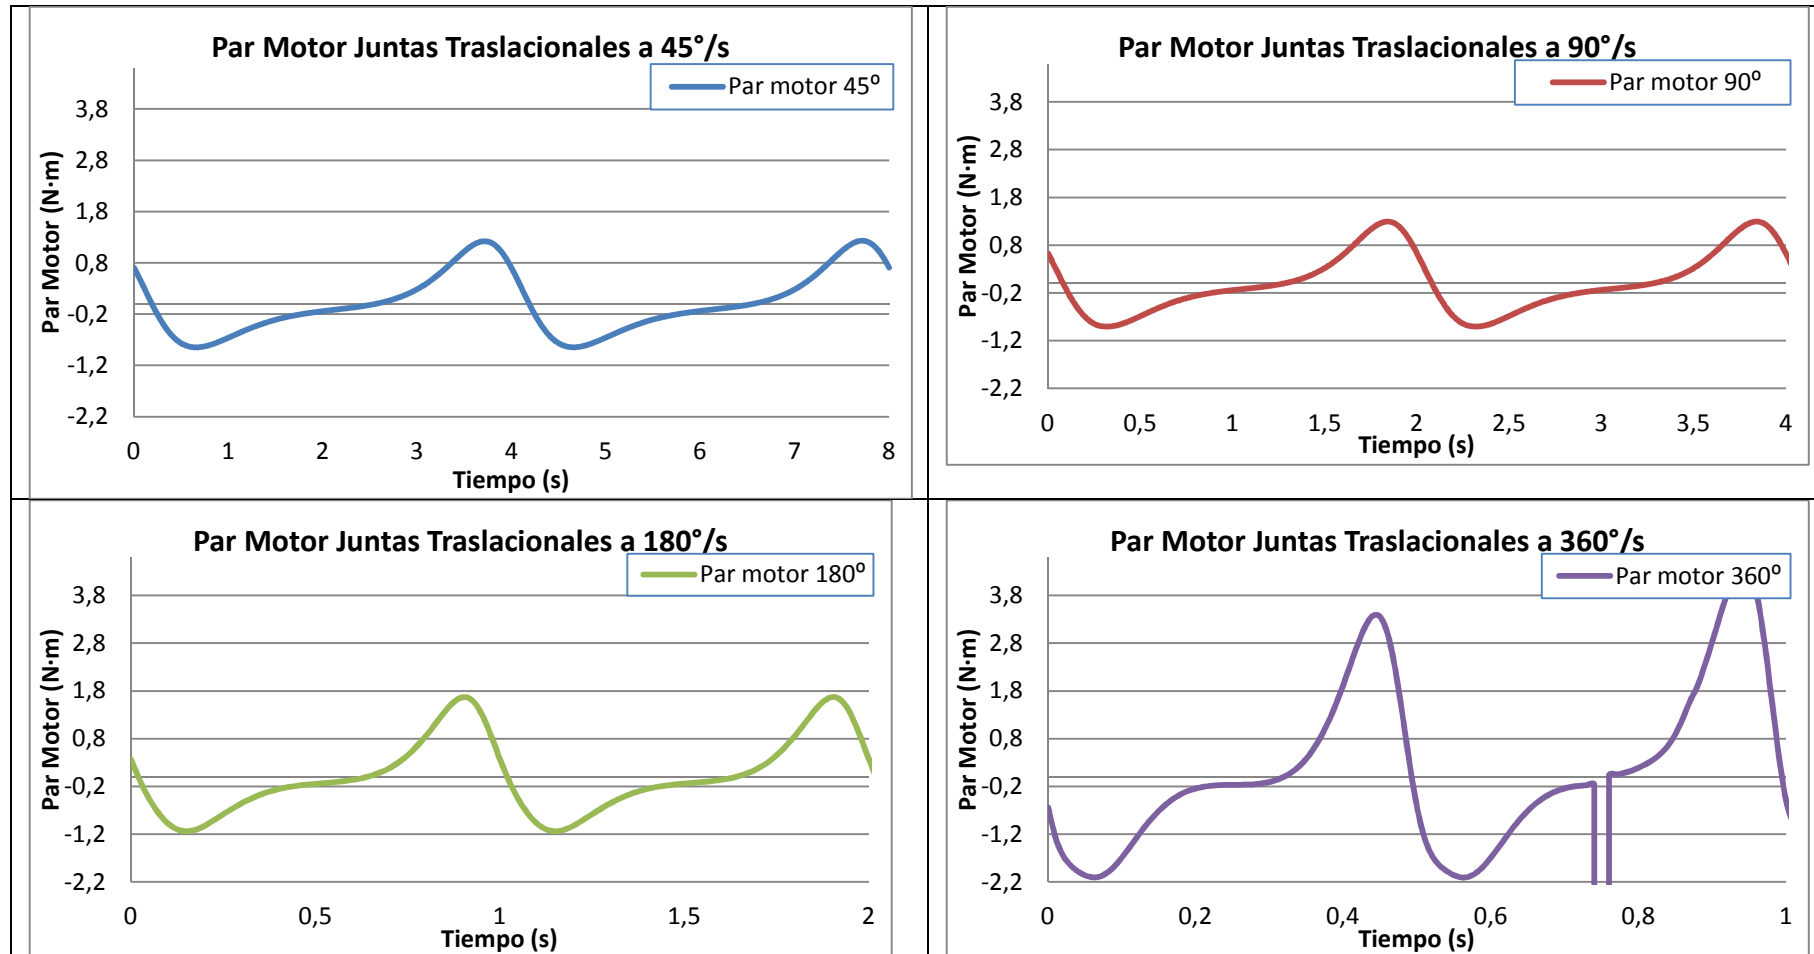 Par Motor Juntas Traslacionales a 45°/s
Par motor 45º
3,8
2,8
1,8
0,8
-0,2
-1,2
-2,2
Par Motor (N·m)
0 1 2 3 4 5 6 7 8
Tiempo (s)
Par Motor Juntas Traslacionales a 90°/s
Par motor 90º
3,8
2,8
1,8
0,8
-0,2
-1,2
-2,2
Par Motor (N·m)
0 0,5 1 1,5 2 2,5 3 3,5 4
Tiempo (s)
Par Motor Juntas Traslacionales a 180°/s
Par motor 180º
3,8
2,8
1,8
0,8
-0,2
-1,2
-2,2
Par Motor (N·m)
0 0,5 1 1,5 2
Tiempo (s)
Par Motor Juntas Traslacionales a 360°/s
Par motor 360º
3,8
2,8
1,8
0,8
-0,2
-1,2
-2,2
Par Motor (N·m)
0 0,2 0,4 0,6 0,8 1
Tiempo (s)